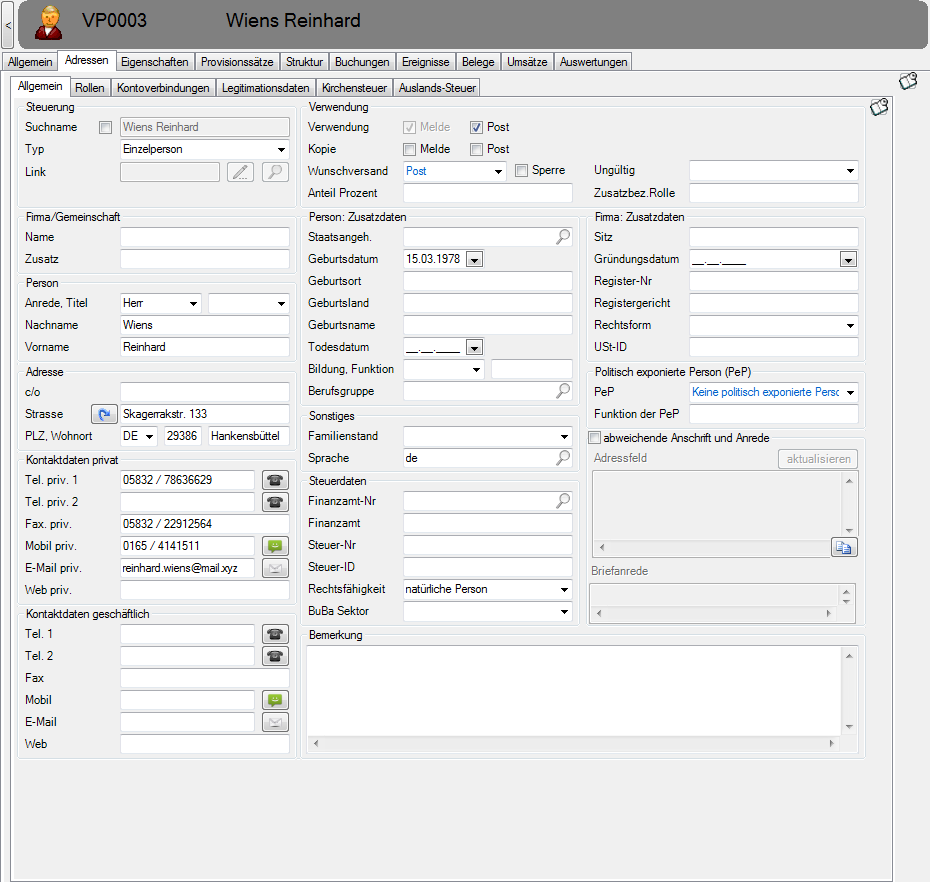 <
VP0003 Wiens Reinhard
Allgemein Adressen Eigenschaften Provisionssätze Struktur Buchungen Ereignisse Belege Umsätze Auswertungen
Allgemein Rollen Kontoverbindungen Legitimationsdaten Kirchensteuer Auslands-Steuer
Steuerung
Suchname Wiens Reinhard
Typ Einzelperson
Link
Verwendung
Verwendung Melde Post
Kopie Melde Post
Wunschversand Post Sperre Ungültig
Anteil Prozent Zusatzbez.Rolle
Firma/Gemeinschaft
Name
Zusatz
Person
Anrede, Titel Herr
Nachname Wiens
Vorname Reinhard
Adresse
c/o
Strasse Skagerrakstr. 133
PLZ, Wohnort DE 29386 Hankensbüttel
Kontaktdaten privat
Tel. priv. 1 05832 / 78636629
Tel. priv. 2
Fax. priv. 05832 / 22912564
Mobil priv. 0165 / 4141511
E-Mail priv. reinhard.wiens@mail.xyz
Web priv.
Kontaktdaten geschäftlich
Tel. 1
Tel. 2
Fax
Mobil
E-Mail
Web
Person: Zusatzdaten
Staatsangeh.
Geburtsdatum 15.03.1978
Geburtsort
Geburtsland
Geburtsname
Todesdatum __.__.____
Bildung, Funktion
Berufsgruppe
Sonstiges
Familienstand
Sprache de
Steuerdaten
Finanzamt-Nr
Finanzamt
Steuer-Nr
Steuer-ID
Rechtsfähigkeit natürliche Person
BuBa Sektor
Firma: Zusatzdaten
Sitz
Gründungsdatum __.__.____
Register-Nr
Registergericht
Rechtsform
USt-ID
Politisch exponierte Person (PeP)
PeP Keine politisch exponierte Persc
Funktion der PeP
abweichende Anschrift und Anrede
Adressfeld aktualisieren
Briefanrede
Bemerkung